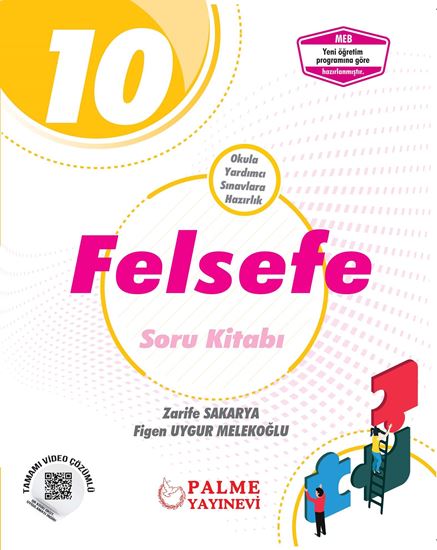 10
MEB
Yeni öğretim
programına göre
hazırlanmıştır.
Okula
Yardımcı
Sınavlara
Hazırlık
Felsefe
Soru Kitabı
Zarife SAKARYA
Figen UYGUR MELEKOĞLU
TAMAMI VİDEO ÇÖZÜMLÜ
PALME
YAYINEVİ